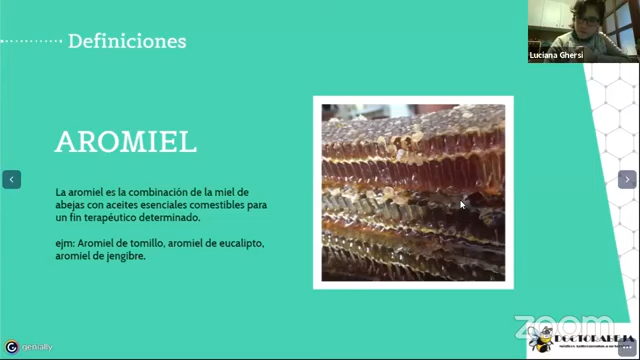 Definiciones
Luciana Ghersi
AROMIEL
La aromiel es la combinación de la miel de
abejas con aceites esenciales comestibles para
un fin terapéutico determinado.
ejm: Aromiel de tomillo, aromiel de eucalipto,
aromiel de jengibre.
zoom
genially
DOCTORABEJA